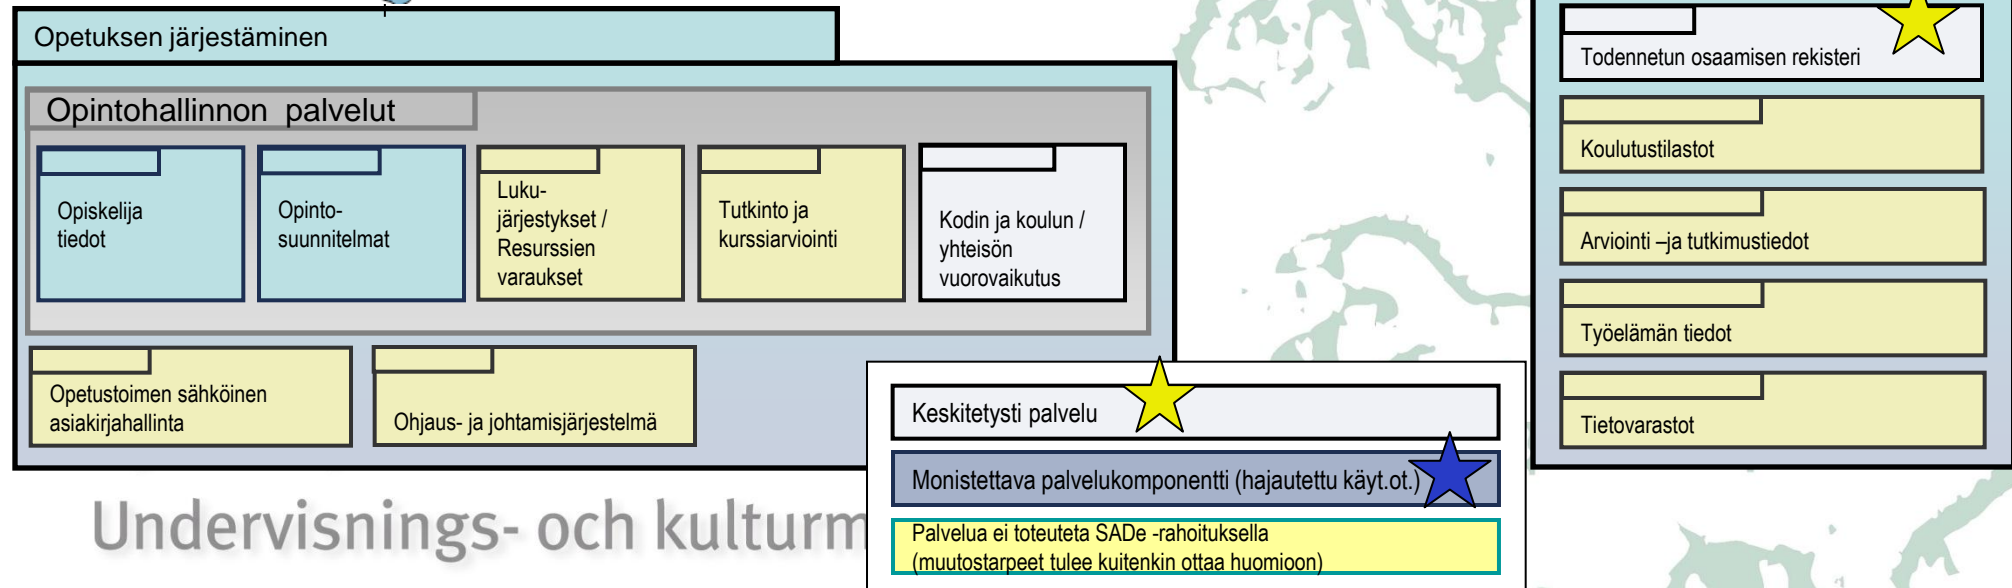 Opetuksen järjestäminen
Opintohallinnon palvelut
Opiskelija
tiedot
Opinto-
suunnitelmat
Luku-
järjestykset /
Resurssien
varaukset
Tutkinto ja
kurssiarviointi
Kodin ja koulun /
yhteisön
vuorovaikutus
Opetustoimen sähköinen
asiakirjahallinta
Ohjaus- ja johtamisjärjestelmä
Todennetun osaamisen rekisteri
Koulutustilastot
Arviointi –ja tutkimustiedot
Työelämän tiedot
Tietovarastot
Keskitetysti palvelu
Monistettava palvelukomponentti (hajautettu käyt.ot.)
Palvelua ei toteuteta SADe -rahoituksella
(muutostarpeet tulee kuitenkin ottaa huomioon)
Undervisnings- och kulturm